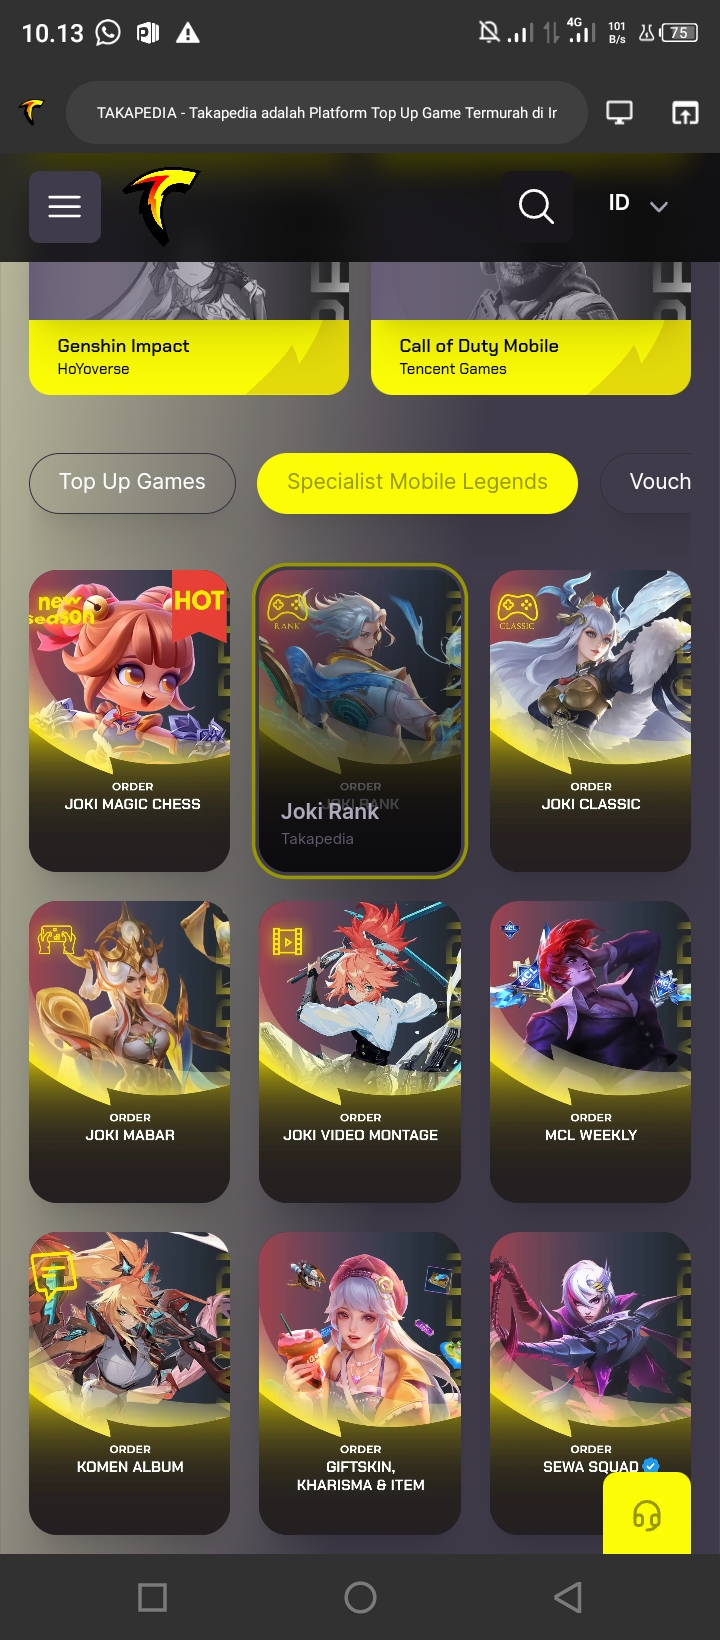 10.13
4G
101
B/s
75
TAKAPEDIA - Takapedia adalah Platform Top Up Game Termurah di Ir
ID
Genshin Impact
HoYoverse
Call of Duty Mobile
Tencent Games
Top Up Games
Specialist Mobile Legends
Vouch
new
season
HOT
RANK
CLASSIC
ORDER
JOKI MAGIC CHESS
ORDER
JOKI RANK
Joki Rank
Takapedia
ORDER
JOKI CLASSIC
MCL
MCL
MCL
ORDER
JOKI MABAR
ORDER
JOKI VIDEO MONTAGE
ORDER
MCL WEEKLY
ORDER
KOMEN ALBUM
ORDER
GIFTSKIN,
KHARISMA & ITEM
ORDER
SEWA SQUAD